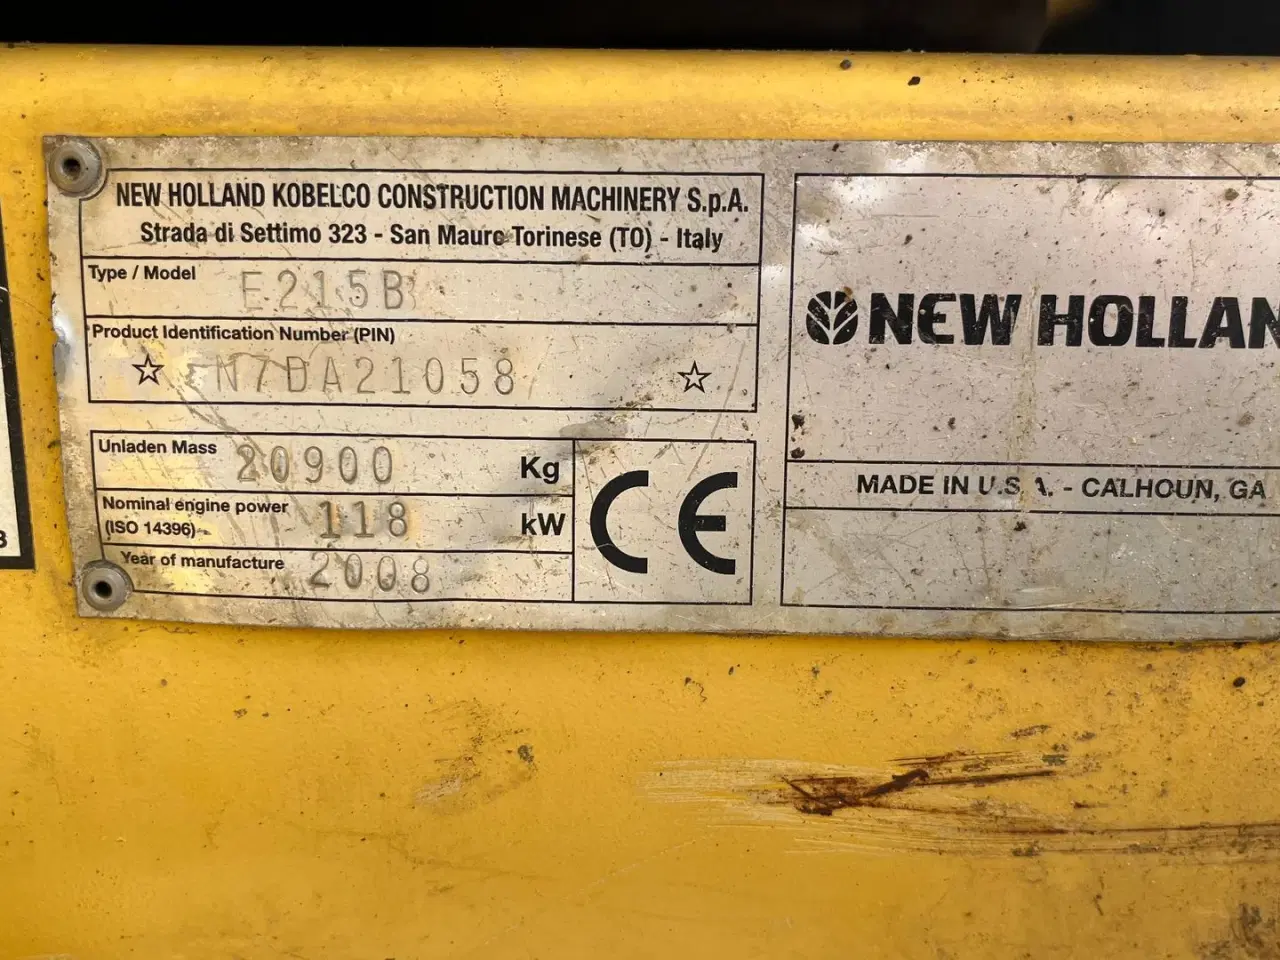 NEW HOLLAND KOBELCO CONSTRUCTION MACHINERY S.p.A.
Strada di Settimo 323 - San Mauro Torinese (TO) - Italy
Type / Model E215B
Product Identification Number (PIN)
☆ N7DA21058 ☆
Unladen Mass 20900 Kg
Nominal engine power
(ISO 14396) 118 kW
Year of manufacture 2008
CE
NEW HOLLAN
MADE IN U.S.A. - CALHOUN, GA
3